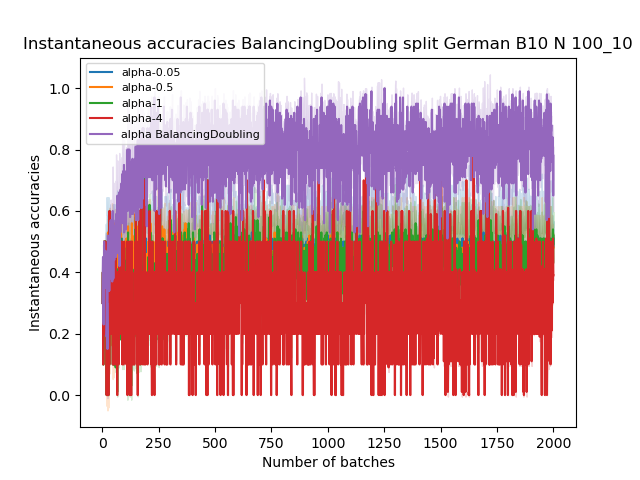 Instantaneous accuracies BalancingDoubling split German B10 N 100_10
alpha-0.05
alpha-0.5
alpha-1
alpha-4
alpha BalancingDoubling
Instantaneous accuracies
1.0
0.8
0.6
0.4
0.2
0.0
0 250 500 750 1000 1250 1500 1750 2000
Number of batches